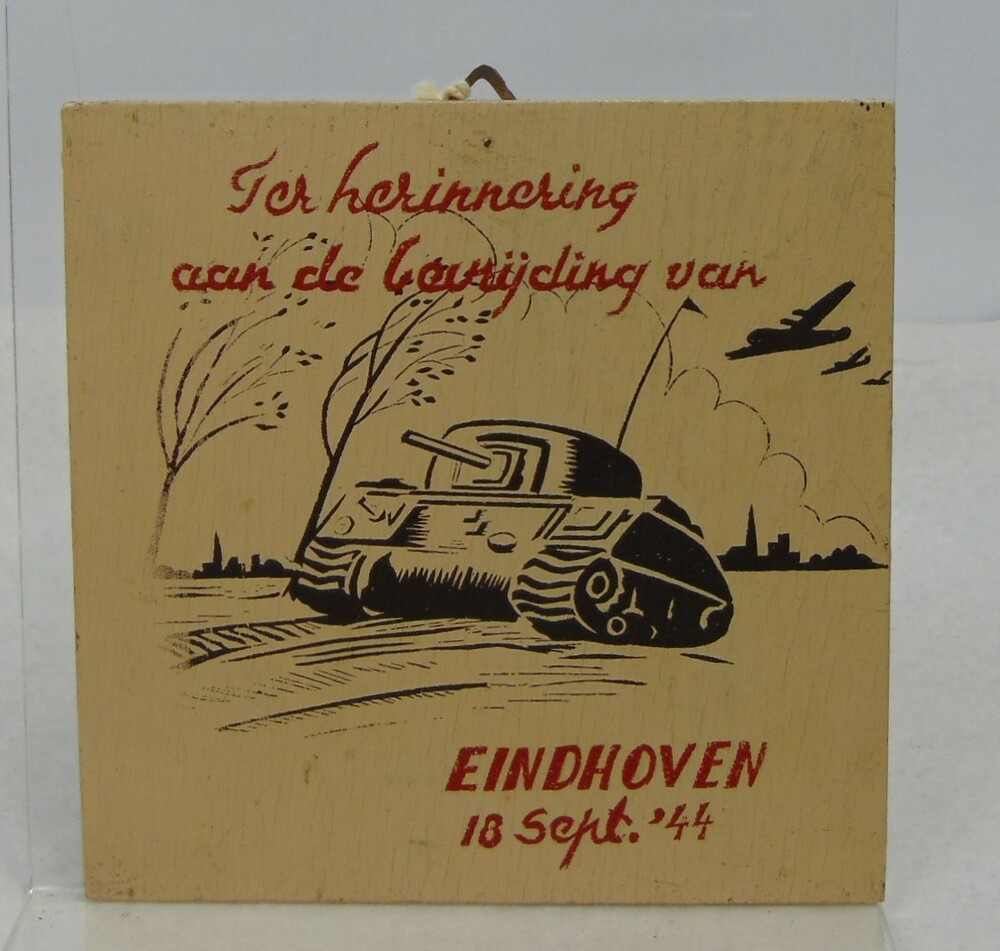 Ter herinnering
aan de bevrijding van
EINDHOVEN
18 Sept. '44